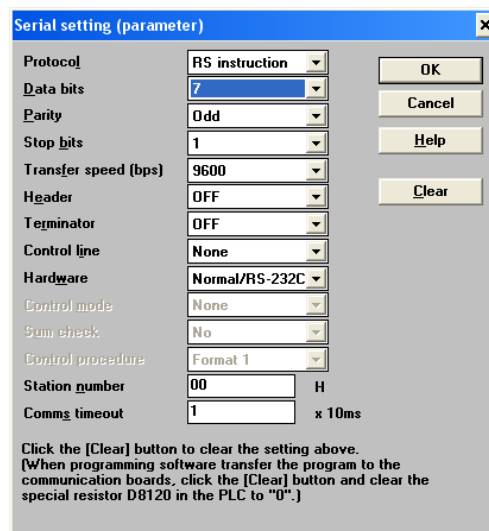 Serial setting (parameter)
Protocol RS instruction
OK
Data bits 7
Cancel
Parity Odd
Stop bits 1
Help
Transfer speed (bps) 9600
Header OFF
Clear
Terminator OFF
Control line None
Hardware Normal/RS-232C
Control mode None
Sum check No
Control procedure Format 1
Station number 00 H
Comms timeout 1 x 10ms
Click the [Clear] button to clear the setting above.
(When programming software transfer the program to the
communication boards, click the [Clear] button and clear the
special resistor D8120 in the PLC to "0".)